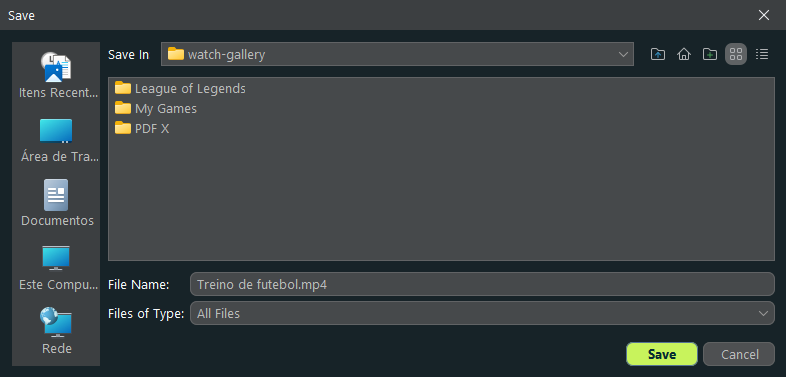 Save
Save In
watch-gallery
Itens Recent...
Área de Tra...
Documentos
Este Compu...
Rede
League of Legends
My Games
PDF X
File Name:
Treino de futebol.mp4
Files of Type:
All Files
Save
Cancel